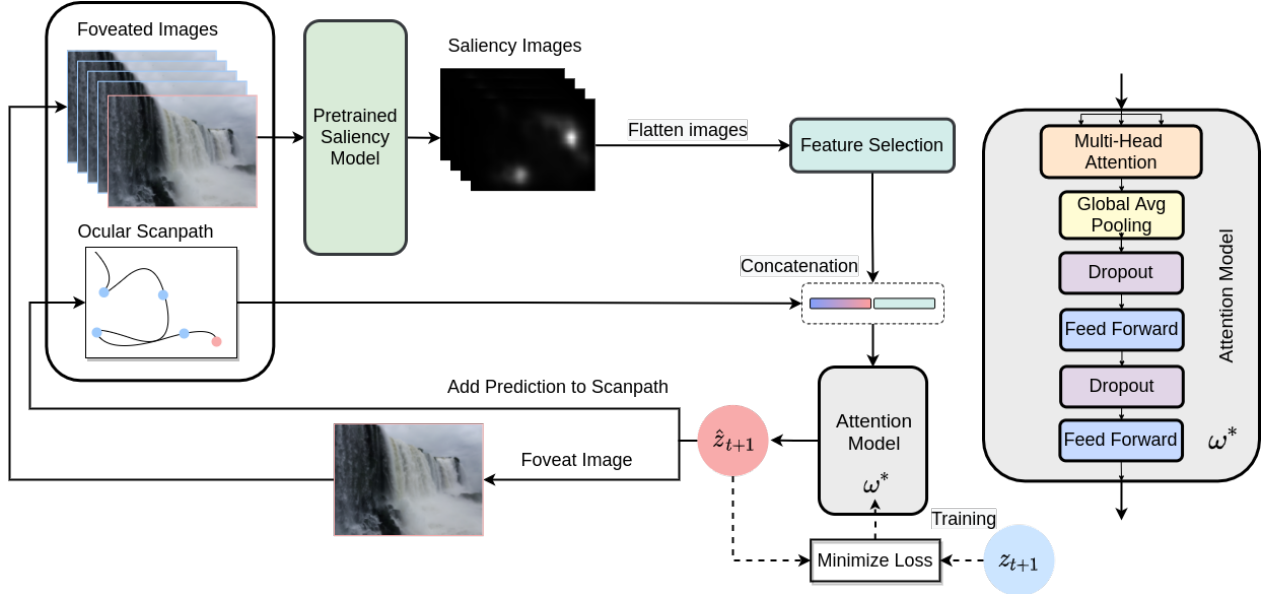 Foveated Images
Ocular Scanpath
Pretrained
Saliency
Model
Saliency Images
Flatten images
Feature Selection
Concatenation
Add Prediction to Scanpath
Foveat Image
ẑₜ₊₁
Attention
Model
ω*
Training
Minimize Loss
zₜ₊₁
Multi-Head
Attention
Global Avg
Pooling
Dropout
Feed Forward
Dropout
Feed Forward
Attention Model
ω*